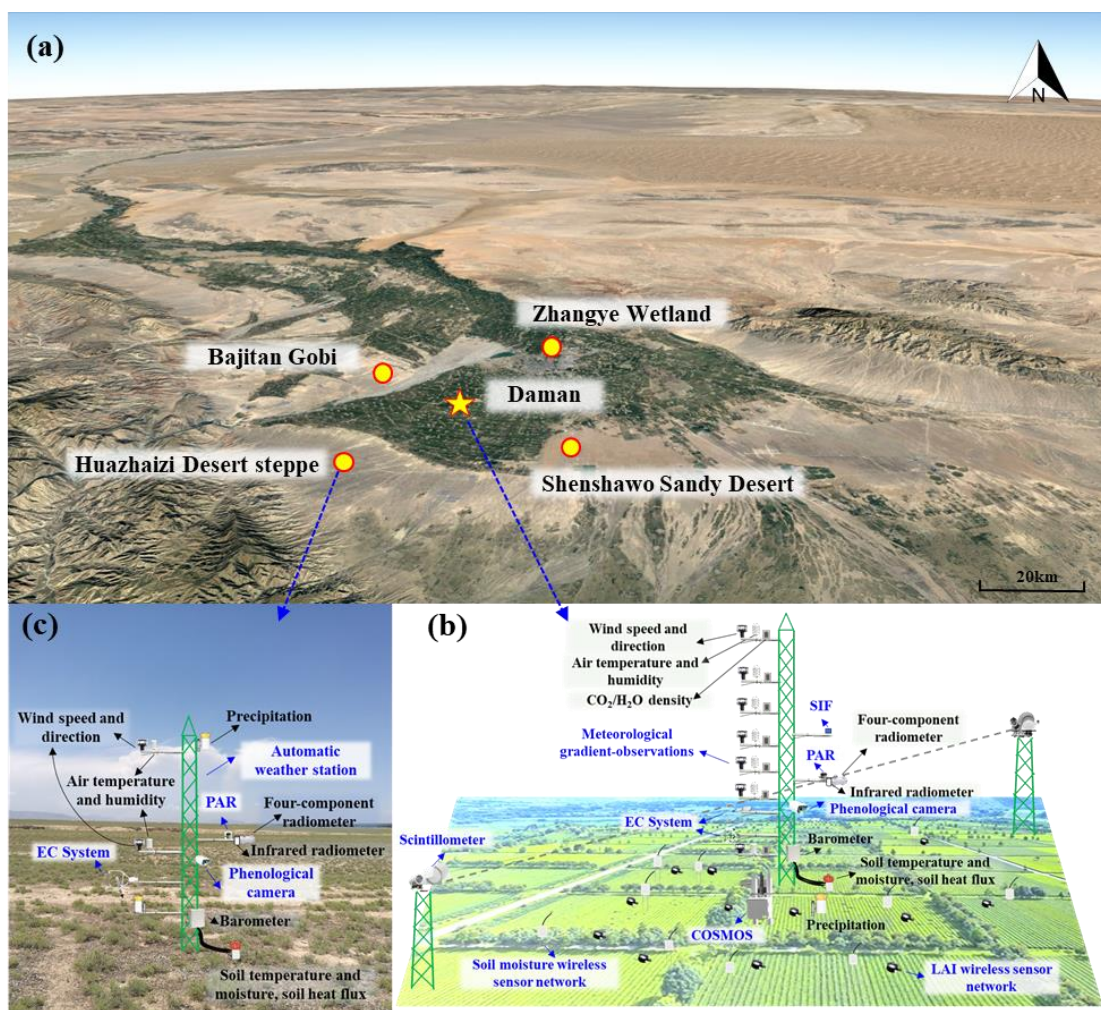 (a)
N
Zhangye Wetland
Bajitan Gobi
Daman
Huazhaizi Desert steppe
Shenshawo Sandy Desert
20km
(c)
Wind speed and
direction
Precipitation
Automatic
weather station
Air temperature
and humidity
PAR
Four-component
radiometer
EC System
Infrared radiometer
Phenological
camera
Barometer
Soil temperature and
moisture, soil heat flux
(b)
Wind speed and
direction
Air temperature and
humidity
CO₂/H₂O density
SIF
Meteorological
gradient-observations
Four-component
radiometer
PAR
Infrared radiometer
Phenological camera
EC System
Scintillometer
Barometer
Soil temperature and
moisture, soil heat flux
COSMOS
Precipitation
Soil moisture wireless
sensor network
LAI wireless sensor
network